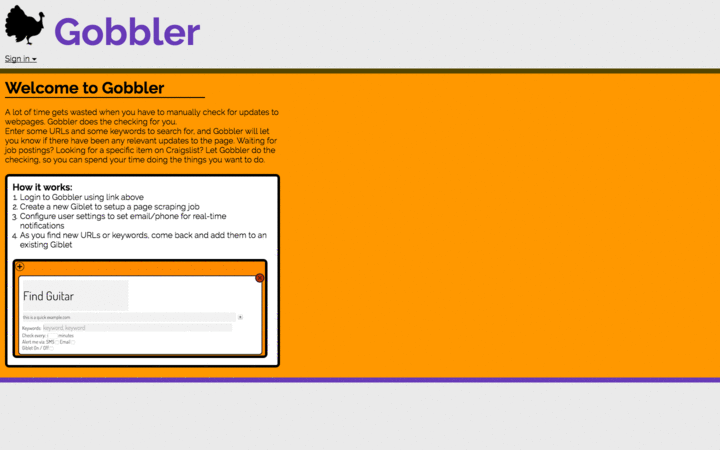 Gobbler
Sign in
Welcome to Gobbler
A lot of time gets wasted when you have to manually check for updates to
webpages. Gobbler does the checking for you.
Enter some URLs and some keywords to search for, and Gobbler will let
you know if there have been any relevant updates to the page. Waiting for
job postings? Looking for a specific item on Craigslist? Let Gobbler do the
checking, so you can spend your time doing the things you want to do.
How it works:
1. Login to Gobbler using link above
2. Create a new Giblet to setup a page scraping job
3. Configure user settings to set email/phone for real-time
notifications
4. As you find new URLs or keywords, come back and add them to an
existing Giblet
Find Guitar
this is a quick example.com
Keywords: keyword, keyword
Check every: minutes
Alert me via: SMS Email
Giblet On / Off